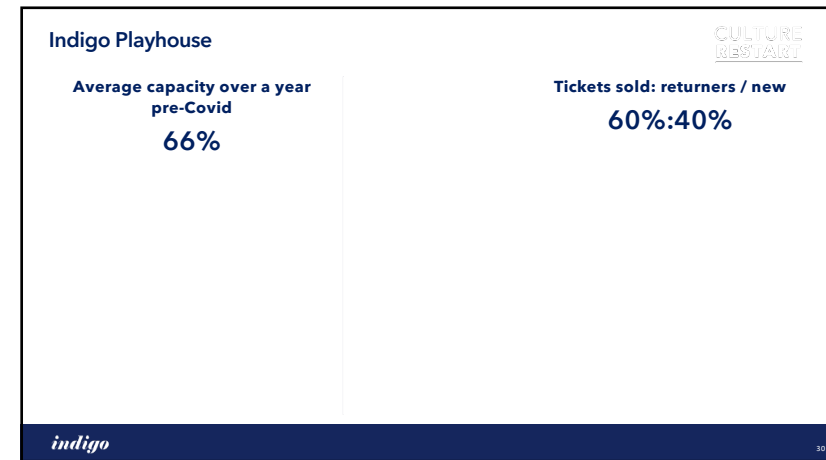 Indigo Playhouse
CULTURE
RESTART
Average capacity over a year
pre-Covid
66%
Tickets sold: returners / new
60%:40%
indigo
30